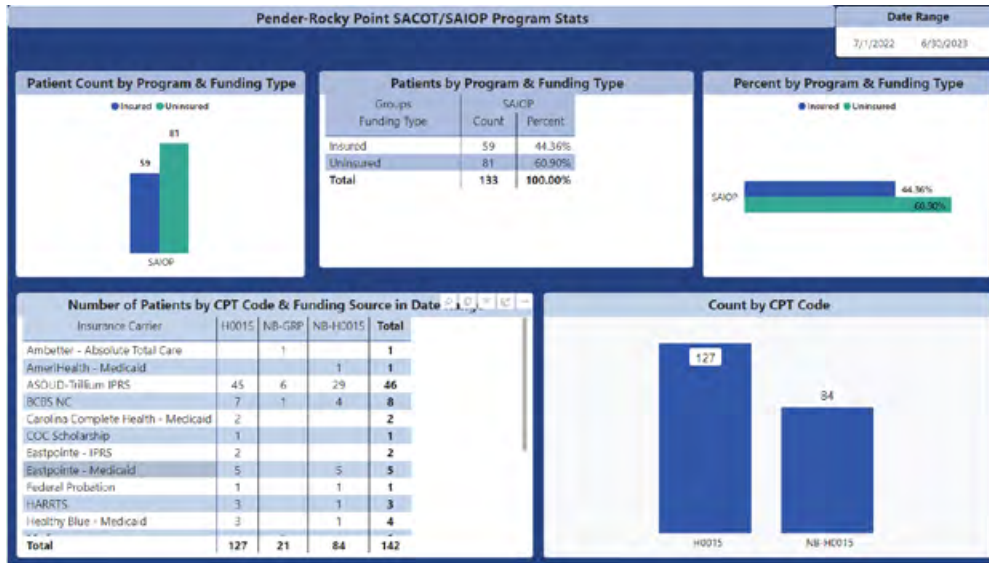 Pender-Rocky Point SACOT/SAIOP Program Stats
Date Range
7/1/2022 6/30/2023
Patient Count by Program & Funding Type
Insured Uninsured
59
81
SAIOP
Patients by Program & Funding Type
Groups SAIOP
Funding Type Count Percent
Insured 59 44.36%
Uninsured 81 60.90%
Total 133 100.00%
Percent by Program & Funding Type
Insured Uninsured
SAIOP
44.36%
60.90%
Number of Patients by CPT Code & Funding Source in Date
Insurance Carrier H0015 NB-GRP NB-H0015 Total
Ambetter - Absolute Total Care 1 1
AmeriHealth - Medicaid 1 1
ASOUD-Trillium IPRS 45 6 29 46
BCBS NC 7 1 4 8
Carolina Complete Health - Medicaid 2 2
COC Scholarship 1 1
Eastpointe - IPRS 2 2
Eastpointe - Medicaid 5 5 5
Federal Probation 1 1 1
HARRTS 3 1 3
Healthy Blue - Medicaid 3 1 4
Total 127 21 84 142
Count by CPT Code
127
84
H0015 NB-H0015